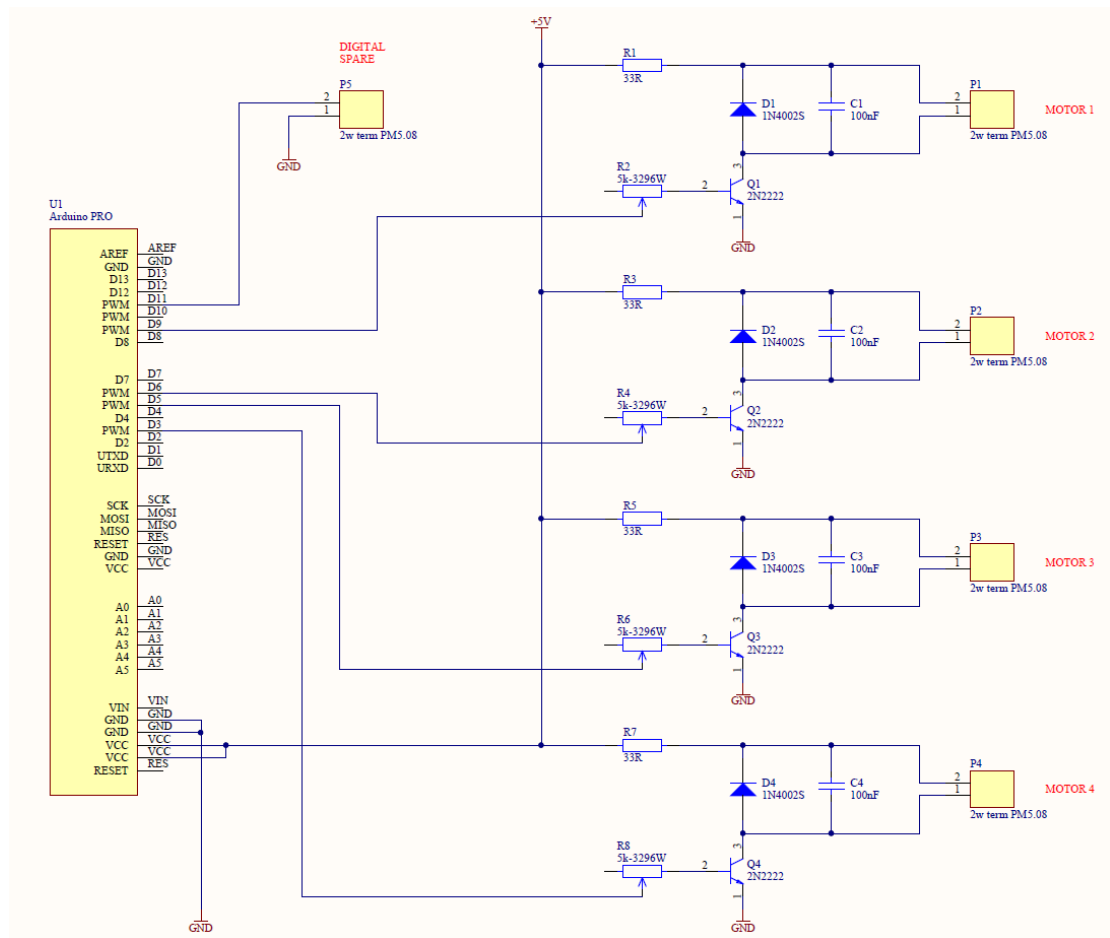 +5V
DIGITAL
SPARE
P5
2
1
2w term PM5.08
GND
R1
33R
D1
1N4002S
C1
100nF
P1
2
1
2w term PM5.08
MOTOR 1
R2
5k-3296W
2
3
Q1
2N2222
1
GND
U1
Arduino PRO
AREF AREF
GND GND
D13 D13
D12 D12
PWM D11
PWM D10
PWM D9
D8 D8
D7 D7
PWM D6
PWM D5
D4 D4
PWM D3
D2 D2
UTXD D1
URXD D0
SCK SCK
MOSI MOSI
MISO MISO
RESET RES
GND GND
VCC VCC
A0 A0
A1 A1
A2 A2
A3 A3
A4 A4
A5 A5
VIN VIN
GND GND
GND GND
VCC VCC
VCC VCC
RESET RES
GND
R3
33R
D2
1N4002S
C2
100nF
P2
2
1
2w term PM5.08
MOTOR 2
R4
5k-3296W
2
3
Q2
2N2222
1
GND
R5
33R
D3
1N4002S
C3
100nF
P3
2
1
2w term PM5.08
MOTOR 3
R6
5k-3296W
2
3
Q3
2N2222
1
GND
R7
33R
D4
1N4002S
C4
100nF
P4
2
1
2w term PM5.08
MOTOR 4
R8
5k-3296W
2
3
Q4
2N2222
1
GND